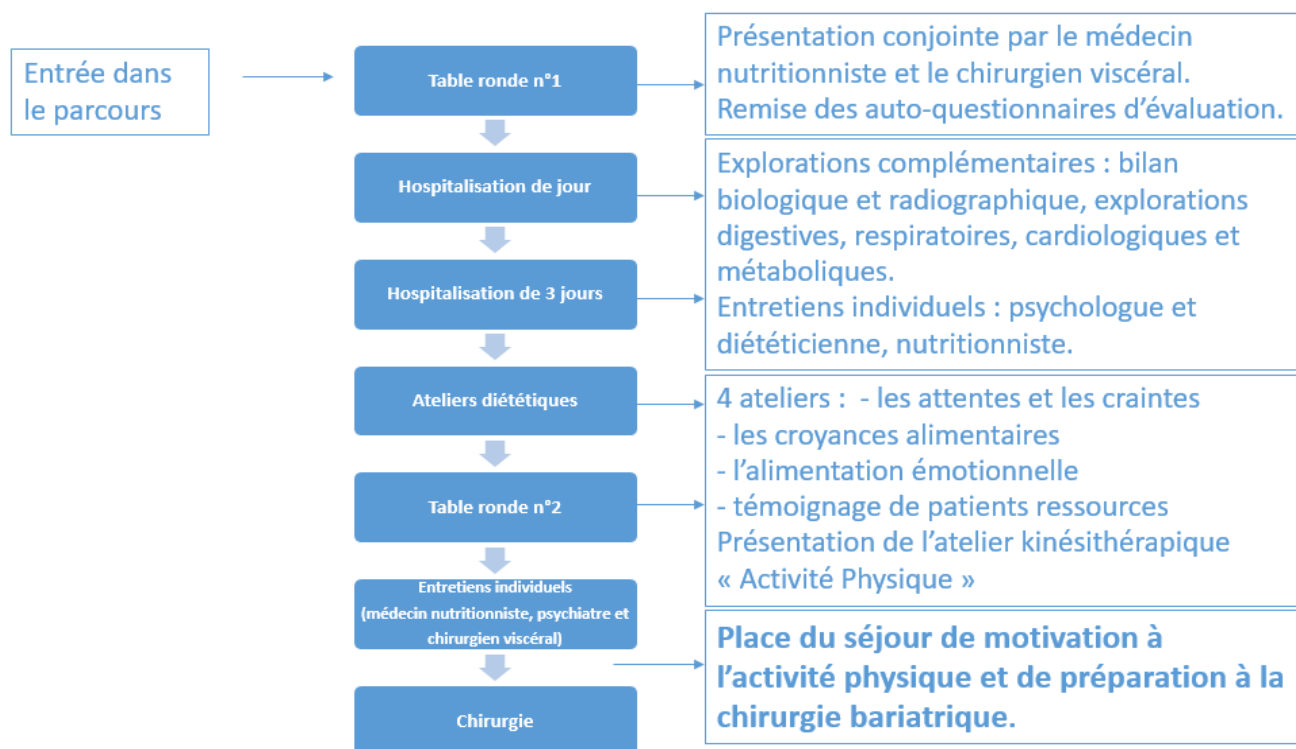 Entrée dans
le parcours
Table ronde n°1
Présentation conjointe par le médecin
nutritionniste et le chirurgien viscéral.
Remise des auto-questionnaires d’évaluation.
Hospitalisation de jour
Hospitalisation de 3 jours
Explorations complémentaires : bilan
biologique et radiographique, explorations
digestives, respiratoires, cardiologiques et
métaboliques.
Entretiens individuels : psychologue et
diététicienne, nutritionniste.
Ateliers diététiques
Table ronde n°2
4 ateliers :  - les attentes et les craintes
- les croyances alimentaires
- l’alimentation émotionnelle
- témoignage de patients ressources
Présentation de l’atelier kinésithérapique
« Activité Physique »
Entretiens individuels
(médecin nutritionniste, psychiatre et
chirurgien viscéral)
Place du séjour de motivation à
l’activité physique et de préparation à la
chirurgie bariatrique.
Chirurgie